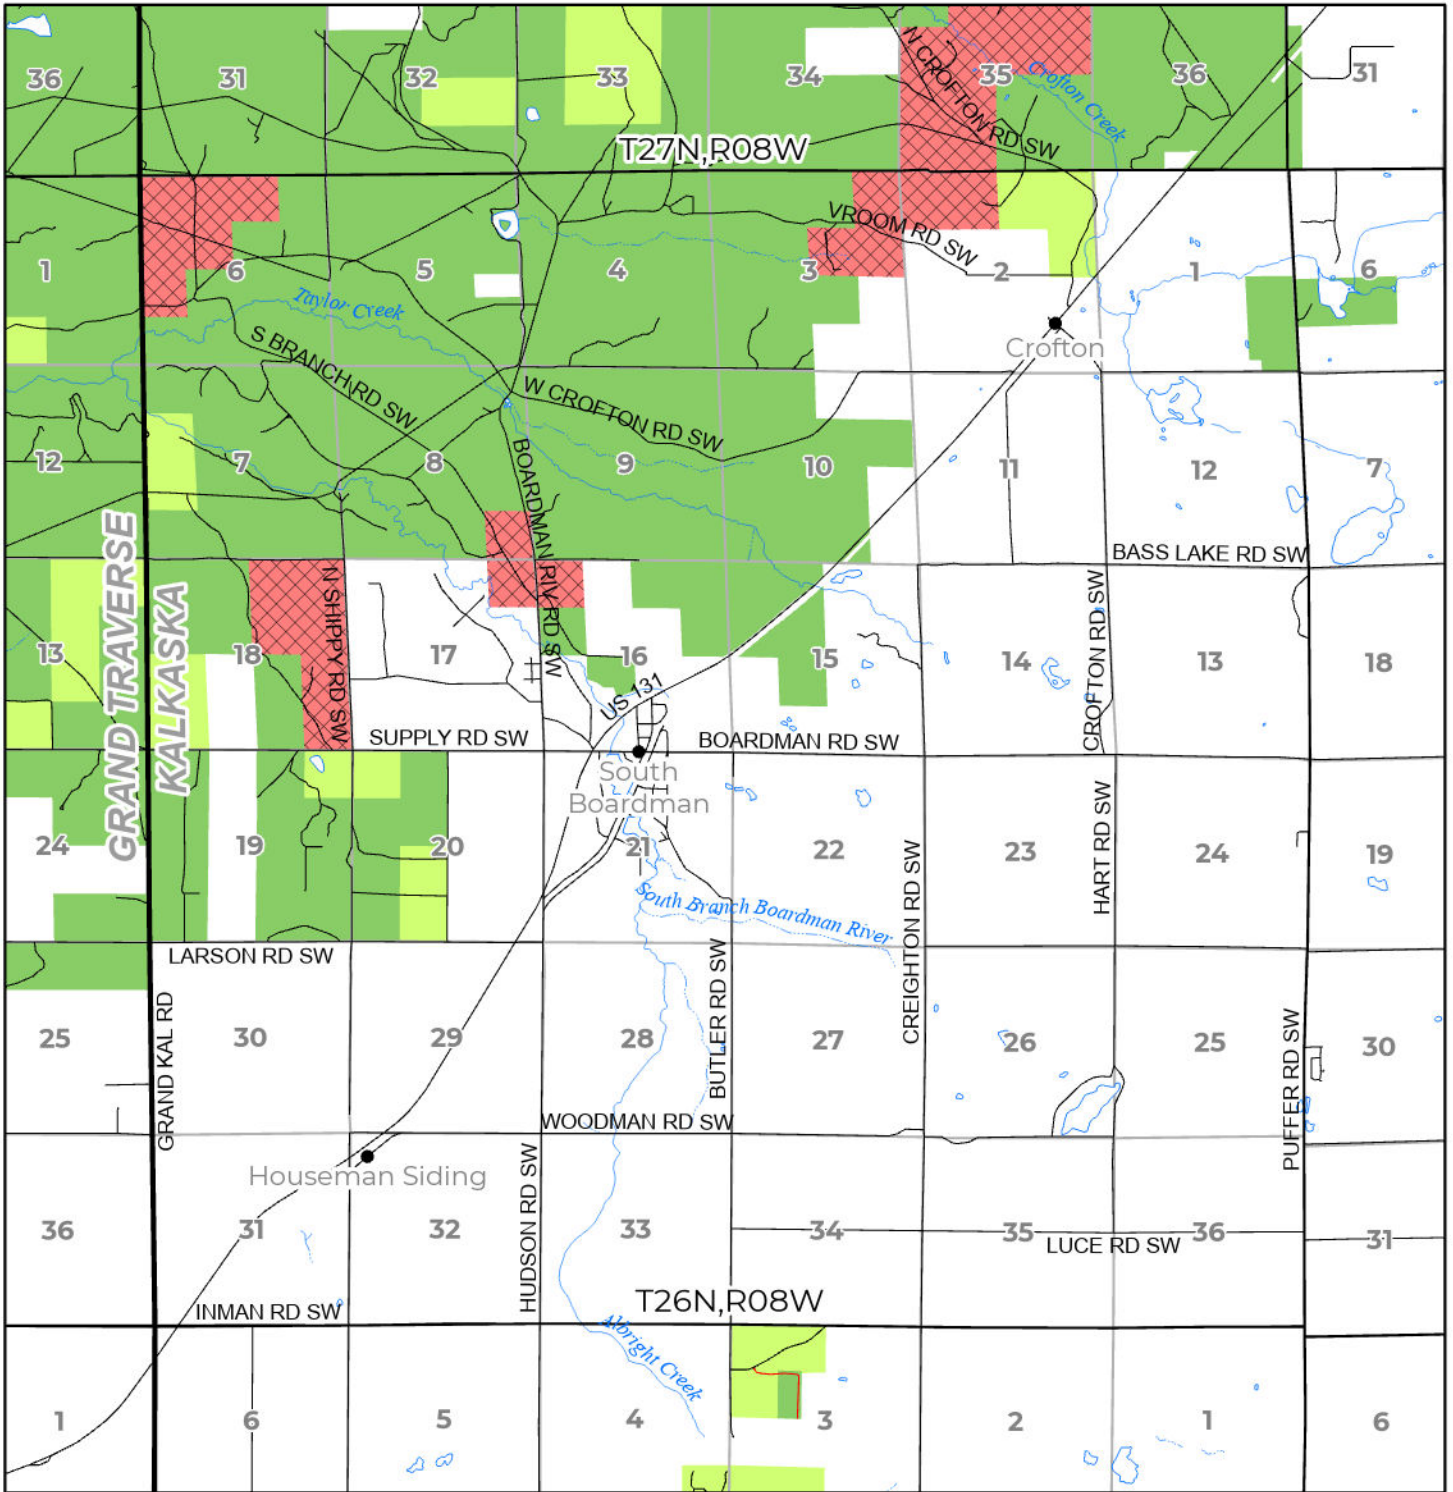 36
31
32
33
34
35
36
31
N CROFTON RD SW
Crofton Creek
T27N,R08W
VROOM RD SW
1
6
5
4
3
2
1
6
Taylor Creek
Crofton
S BRANCH RD SW
W CROFTON RD SW
BOARDMAN RIV RD SW
12
7
8
9
10
11
12
7
BASS LAKE RD SW
GRAND TRAVERSE
KALKASKA
N SHIPPY RD SW
CROFTON RD SW
13
18
17
16
15
14
13
18
US 131
SUPPLY RD SW
BOARDMAN RD SW
South
Boardman
HART RD SW
24
19
20
21
22
23
24
19
CREIGHTON RD SW
South Branch Boardman River
LARSON RD SW
BUTLER RD SW
GRAND KAL RD
PUFFER RD SW
25
30
29
28
27
26
25
30
WOODMAN RD SW
Houseman Siding
HUDSON RD SW
36
31
32
33
34
35
36
31
LUCE RD SW
INMAN RD SW
T26N,R08W
Albright Creek
1
6
5
4
3
2
1
6